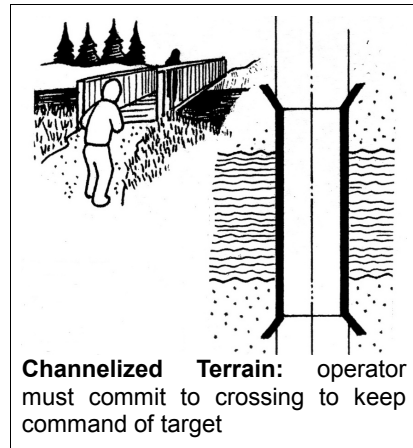 Channelized Terrain: operator
must commit to crossing to keep
command of target